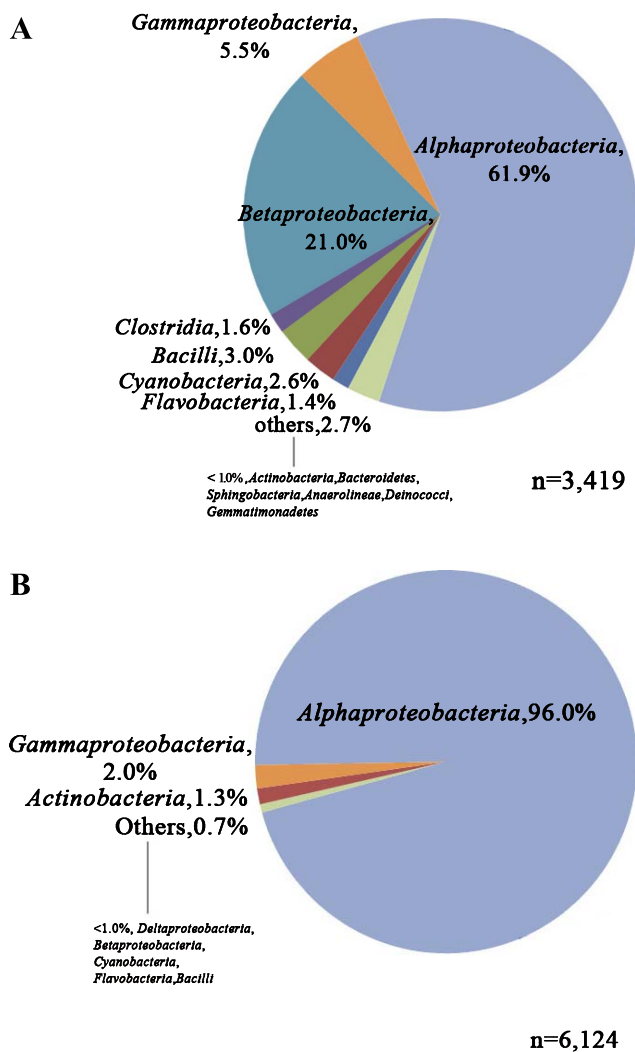 A
Gammaproteobacteria,
5.5%
Alphaproteobacteria,
61.9%
Betaproteobacteria,
21.0%
Clostridia,1.6%
Bacilli,3.0%
Cyanobacteria,2.6%
Flavobacteria,1.4%
others,2.7%
< 1.0% ,Actinobacteria,Bacteroidetes,
Sphingobacteria,Anaerolineae,Deinococci,
Gemmatimonadetes
n=3,419
B
Alphaproteobacteria,96.0%
Gammaproteobacteria,
2.0%
Actinobacteria,1.3%
Others,0.7%
<1.0%, Deltaproteobacteria,
Betaproteobacteria,
Cyanobacteria,
Flavobacteria,Bacilli
n=6,124